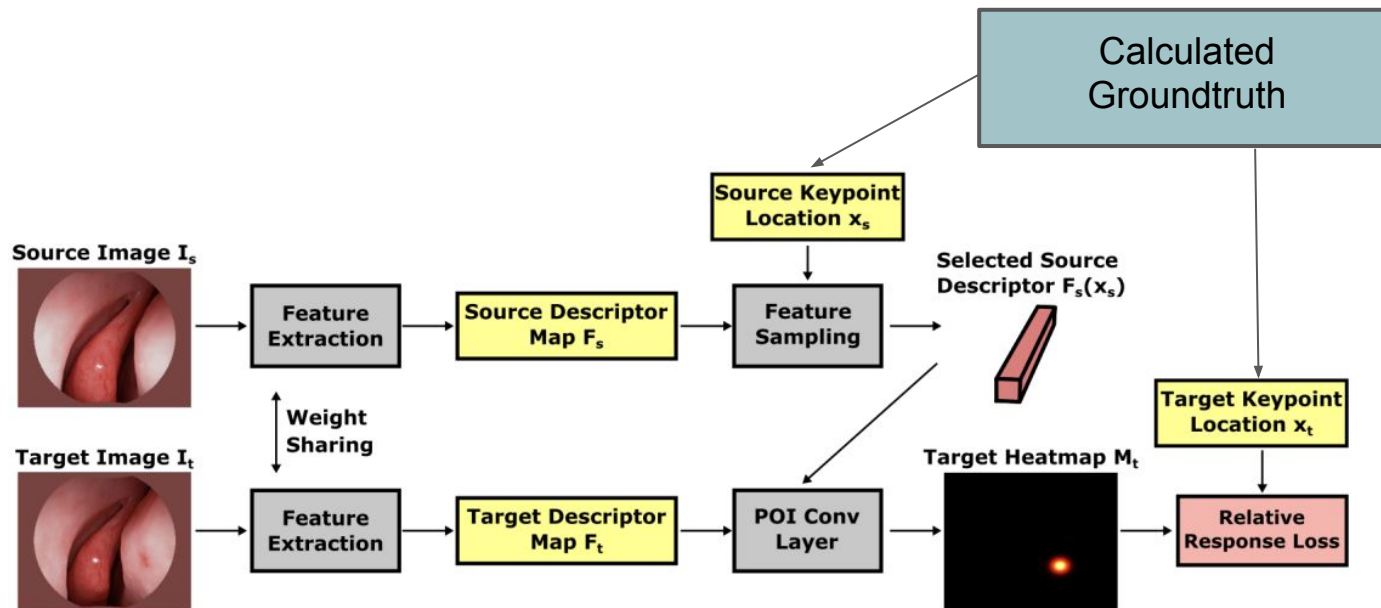 Calculated
Groundtruth
Source Keypoint
Location xₛ
Source Image Iₛ
Selected Source
Descriptor Fₛ(xₛ)
Feature
Extraction
Source Descriptor
Map Fₛ
Feature
Sampling
Weight
Sharing
Target Keypoint
Location xₜ
Target Image Iₜ
Target Heatmap Mₜ
Feature
Extraction
Target Descriptor
Map Fₜ
POI Conv
Layer
Relative
Response Loss